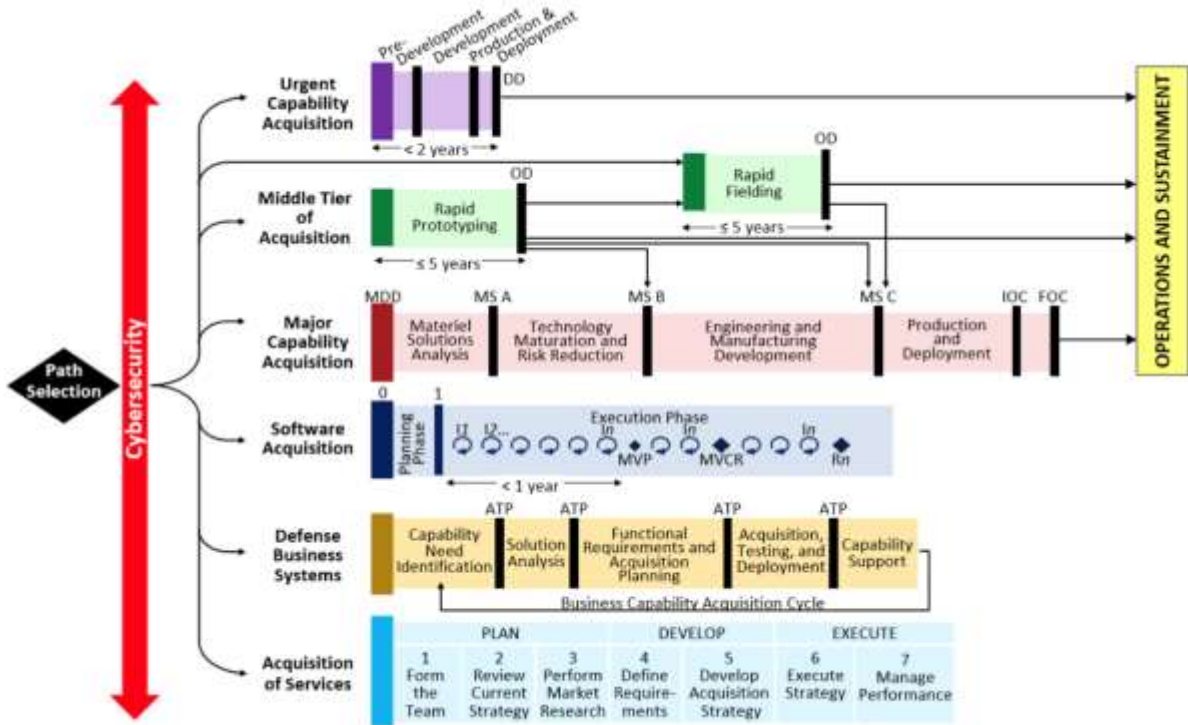 Pre-
Development
Development
Production &
Deployment
Urgent
Capability
Acquisition
DD
< 2 years
OD
Rapid
Fielding
≤ 5 years
Middle Tier
of
Acquisition
OD
Rapid
Prototyping
≤ 5 years
OPERATIONS AND SUSTAINMENT
Path
Selection
Cybersecurity
MDD
MS A
MS B
MS C
IOC
FOC
Major
Capability
Acquisition
Materiel
Solutions
Analysis
Technology
Maturation and
Risk Reduction
Engineering and
Manufacturing
Development
Production
and
Deployment
0
1
Software
Acquisition
Planning
Phase
Execution Phase
I1
I2...
In
In
In
MVP
MVCR
Rn
< 1 year
ATP
ATP
ATP
ATP
Defense
Business
Systems
Capability
Need
Identification
Solution
Analysis
Functional
Requirements and
Acquisition
Planning
Acquisition,
Testing, and
Deployment
Capability
Support
Business Capability Acquisition Cycle
Acquisition
of Services
PLAN
DEVELOP
EXECUTE
1
Form
the
Team
2
Review
Current
Strategy
3
Perform
Market
Research
4
Define
Require-
ments
5
Develop
Acquisition
Strategy
6
Execute
Strategy
7
Manage
Performance